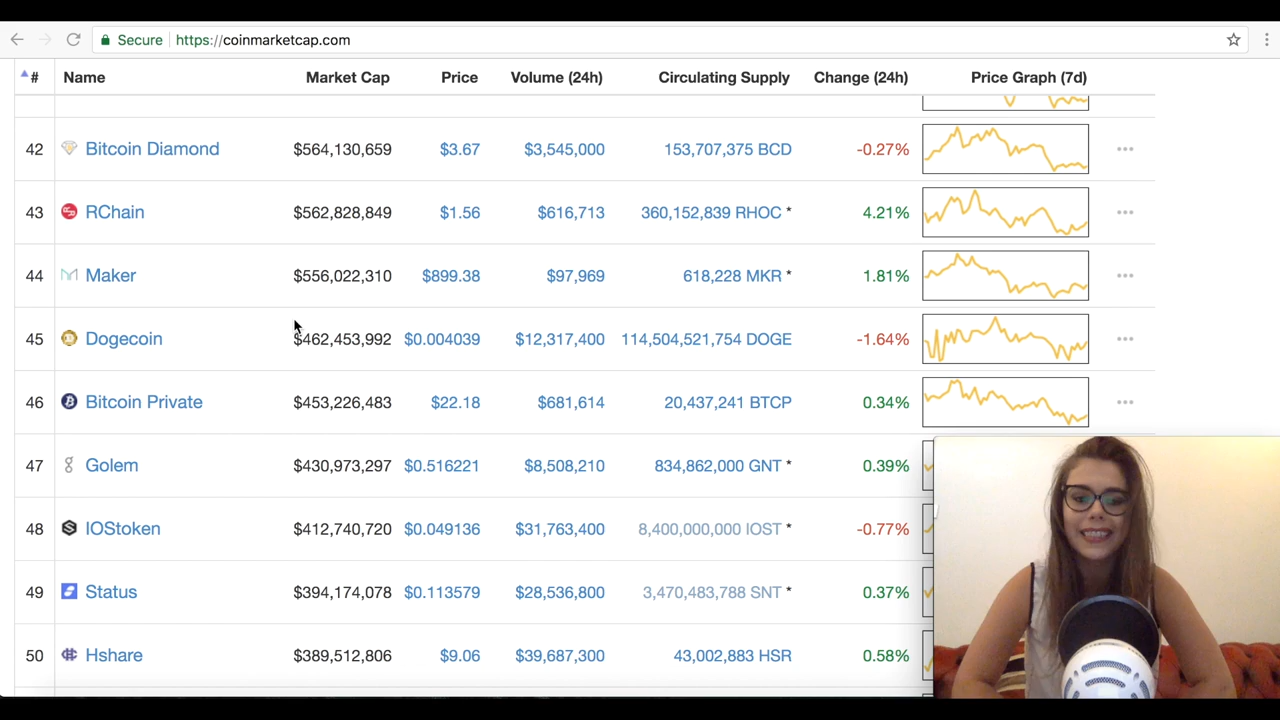 Secure https://coinmarketcap.com
# Name Market Cap Price Volume (24h) Circulating Supply Change (24h) Price Graph (7d)
42 Bitcoin Diamond $564,130,659 $3.67 $3,545,000 153,707,375 BCD -0.27%
43 RChain $562,828,849 $1.56 $616,713 360,152,839 RHOC * 4.21%
44 Maker $556,022,310 $899.38 $97,969 618,228 MKR * 1.81%
45 Dogecoin $462,453,992 $0.004039 $12,317,400 114,504,521,754 DOGE -1.64%
46 Bitcoin Private $453,226,483 $22.18 $681,614 20,437,241 BTCP 0.34%
47 Golem $430,973,297 $0.516221 $8,508,210 834,862,000 GNT * 0.39%
48 IOStoken $412,740,720 $0.049136 $31,763,400 8,400,000,000 IOST * -0.77%
49 Status $394,174,078 $0.113579 $28,536,800 3,470,483,788 SNT * 0.37%
50 Hshare $389,512,806 $9.06 $39,687,300 43,002,883 HSR 0.58%